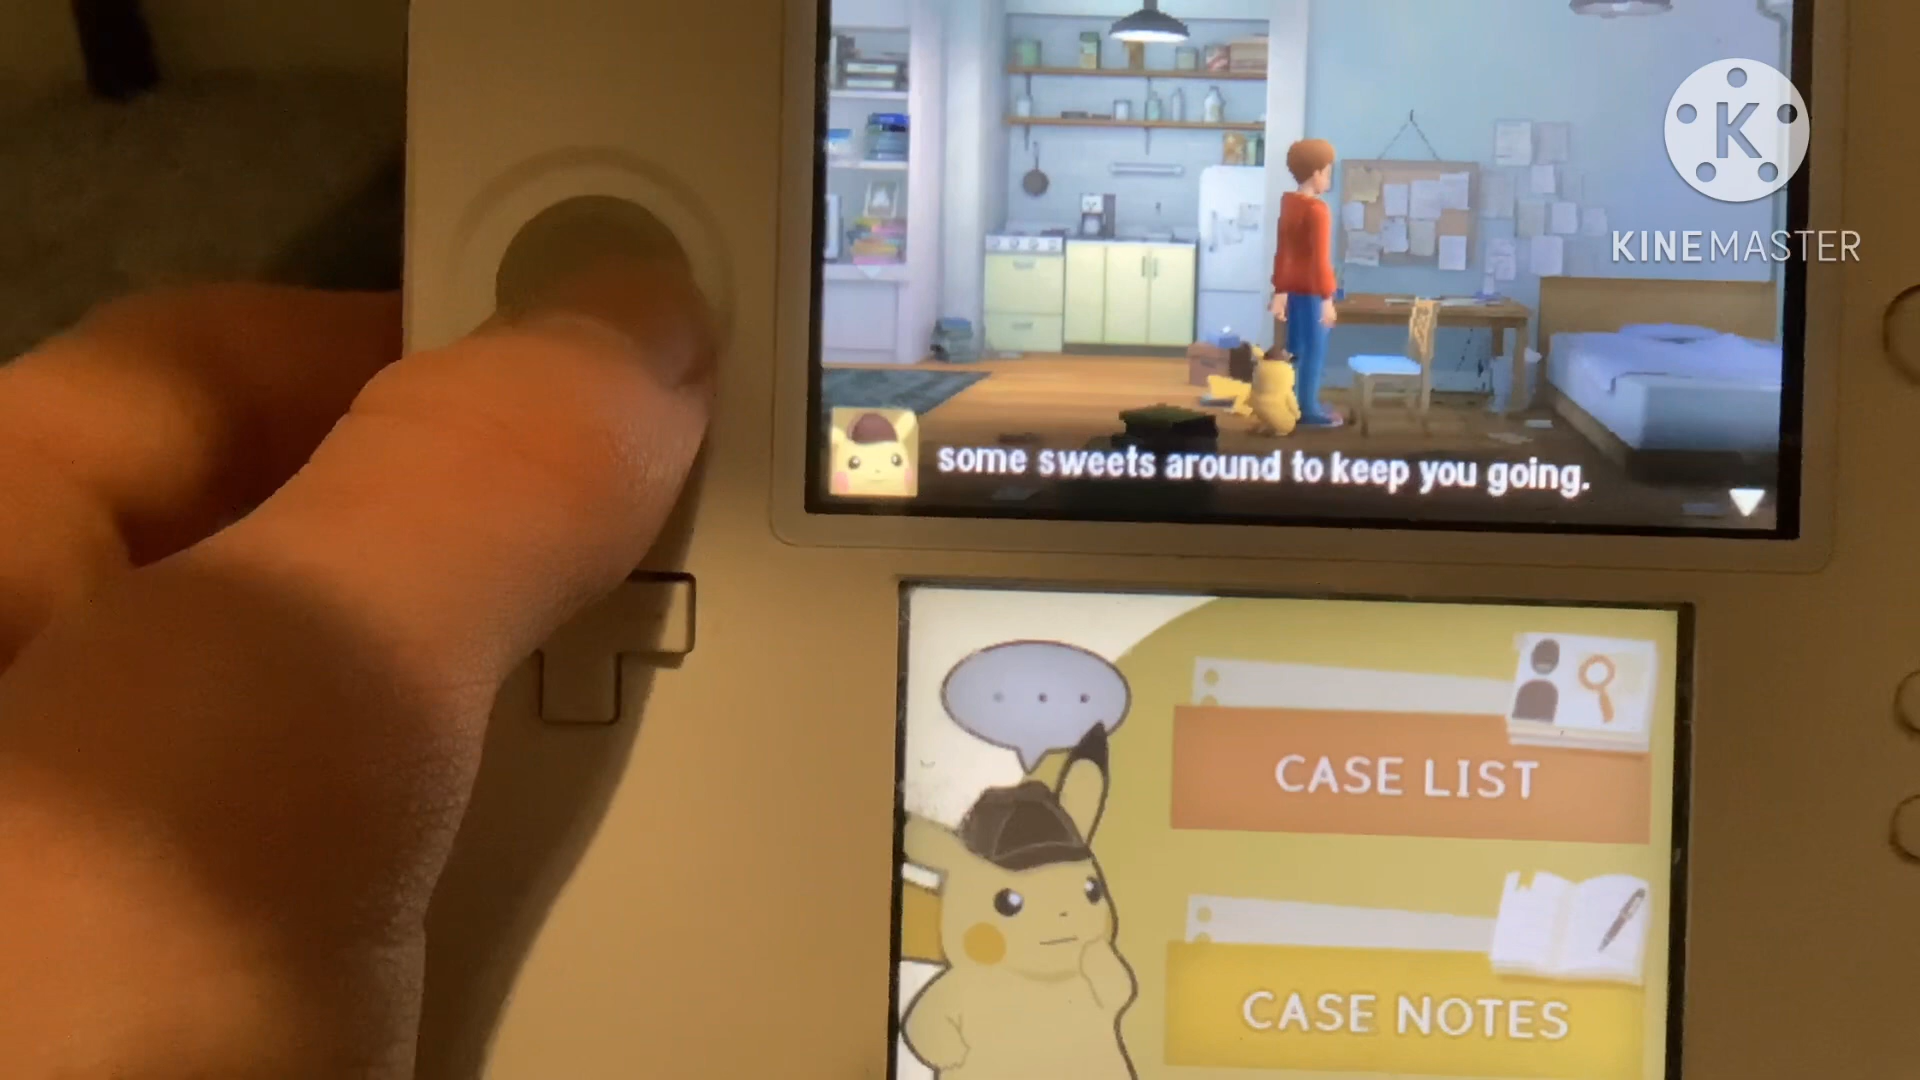 K
KINEMASTER
some sweets around to keep you going.
CASE LIST
CASE NOTES